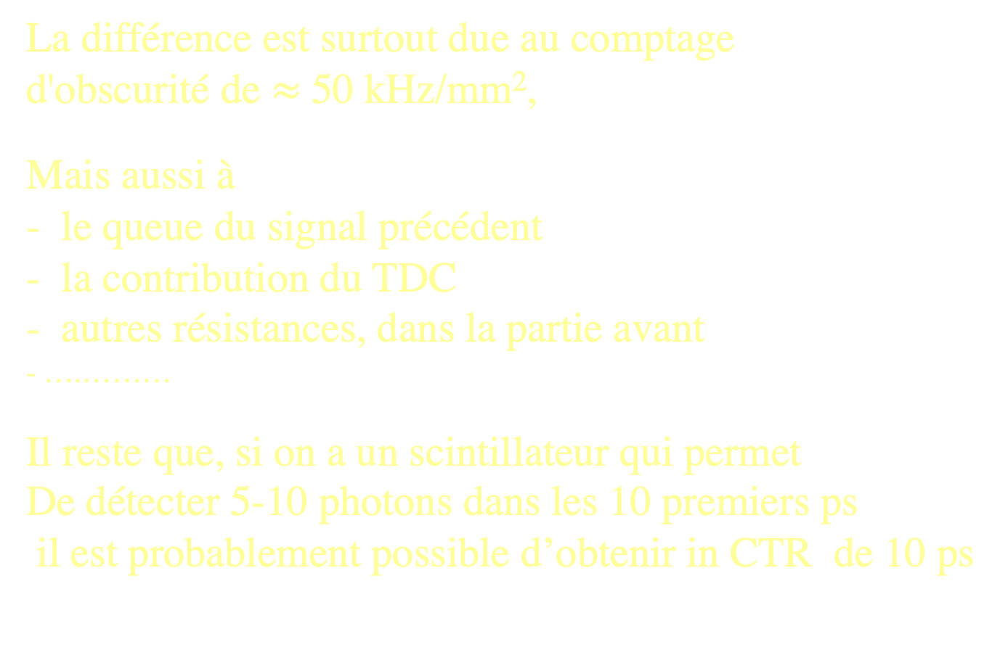 La différence est surtout due au comptage
d'obscurité de ≈ 50 kHz/mm²,
Mais aussi à
- le queue du signal précédent
- la contribution du TDC
- autres résistances, dans la partie avant
- .............
Il reste que, si on a un scintillateur qui permet
De détecter 5-10 photons dans les 10 premiers ps
il est probablement possible d’obtenir in CTR de 10 ps